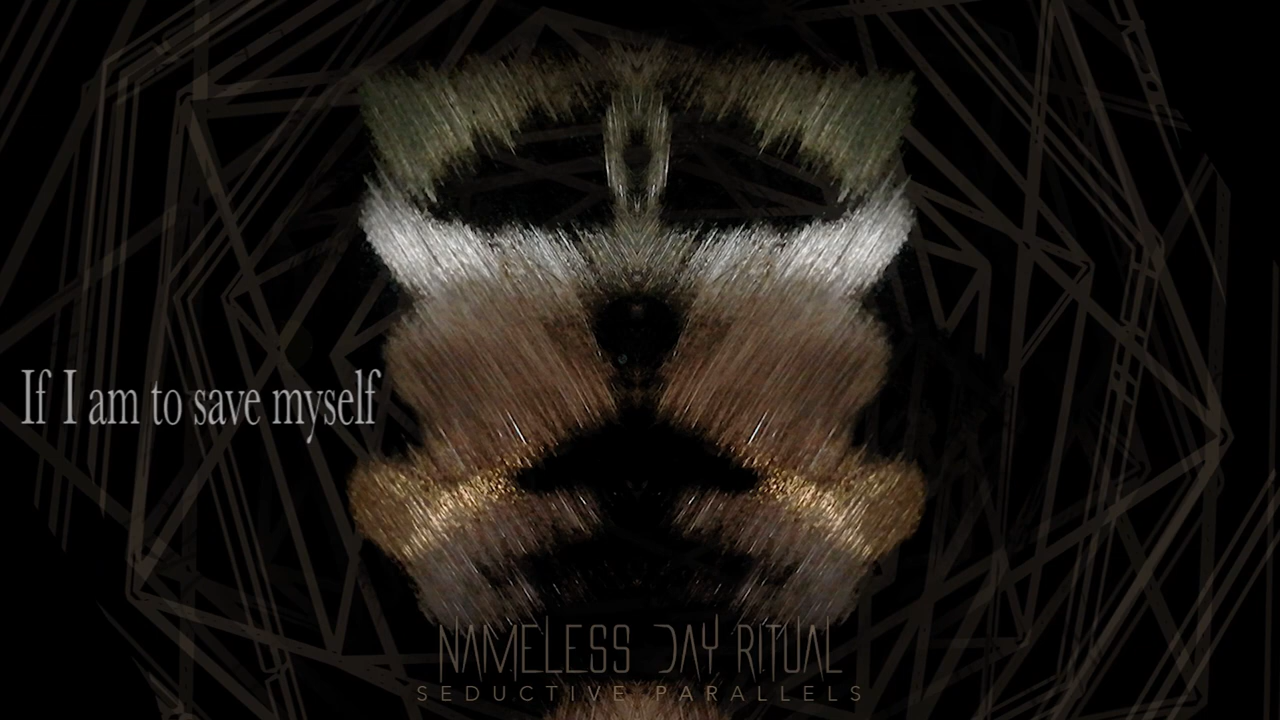 If I am to save myself
NAMELESS DAY RITUAL
SEDUCTIVE PARALLELS